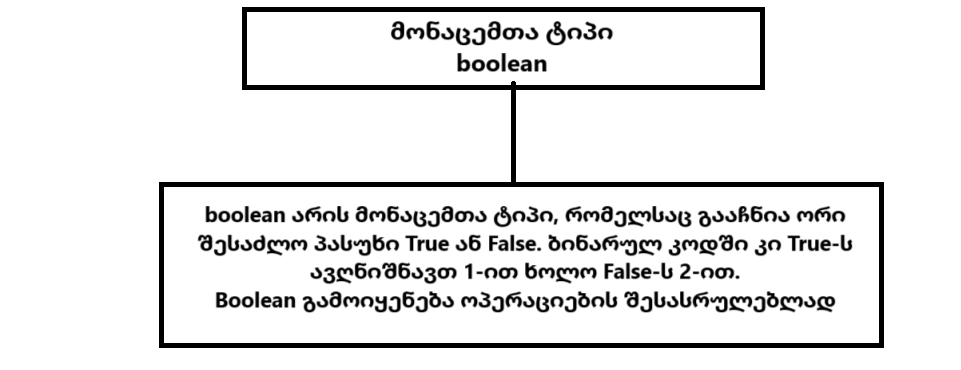 მონაცემთა ტიპი
boolean
boolean არის მონაცემთა ტიპი, რომელსაც გააჩნია ორი
შესაძლო პასუხი True ან False. ბინარულ კოდში კი True-ს
ავღნიშნავთ 1-ით ხოლო False-ს 2-ით.
Boolean გამოიყენება ოპერაციების შესასრულებლად